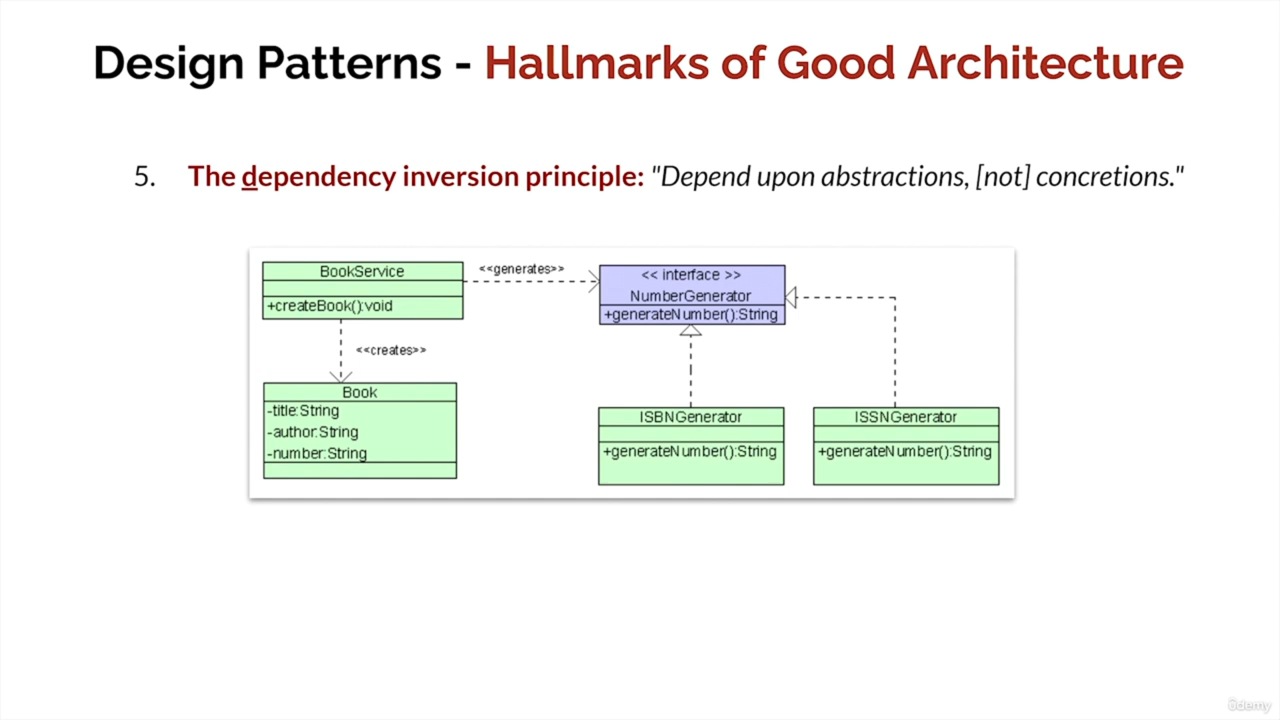 Design Patterns - Hallmarks of Good Architecture
5. The dependency inversion principle: "Depend upon abstractions, [not] concretions."
BookService
+createBook():void
<<generates>>
<< interface >>
NumberGenerator
+generateNumber():String
<<creates>>
Book
-title:String
-author:String
-number:String
ISBNGenerator
+generateNumber():String
ISSNGenerator
+generateNumber():String
ûdemy